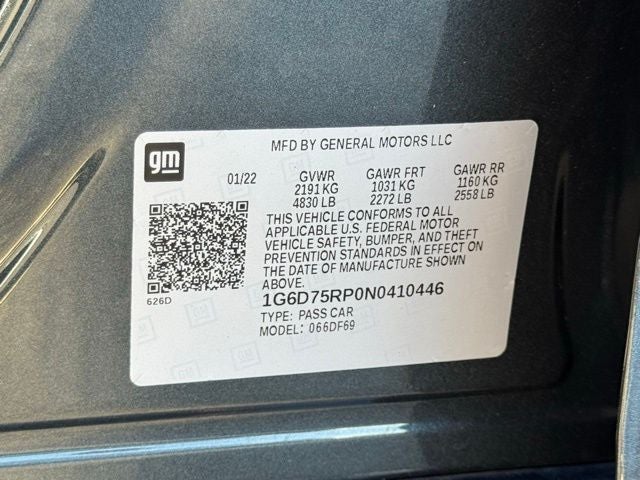 gm
MFD BY GENERAL MOTORS LLC
01/22
GVWR
2191 KG
4830 LB
GAWR FRT
1031 KG
2272 LB
GAWR RR
1160 KG
2558 LB
THIS VEHICLE CONFORMS TO ALL
APPLICABLE U.S. FEDERAL MOTOR
VEHICLE SAFETY, BUMPER, AND THEFT
PREVENTION STANDARDS IN EFFECT ON
THE DATE OF MANUFACTURE SHOWN
ABOVE.
626D
1G6D75RP0N0410446
TYPE: PASS CAR
MODEL: 066DF69